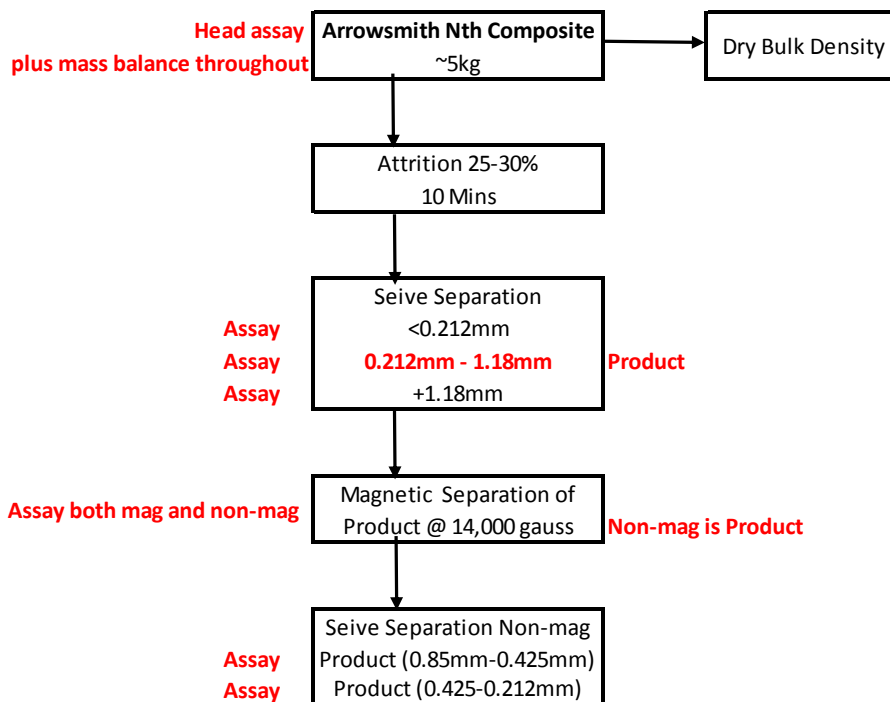 Head assay
plus mass balance throughout
Arrowsmith Nth Composite
~5kg
Dry Bulk Density
Attrition 25-30%
10 Mins
Seive Separation
Assay <0.212mm
Assay 0.212mm - 1.18mm Product
Assay +1.18mm
Assay both mag and non-mag
Magnetic Separation of
Product @ 14,000 gauss
Non-mag is Product
Seive Separation Non-mag
Assay Product (0.85mm-0.425mm)
Assay Product (0.425-0.212mm)